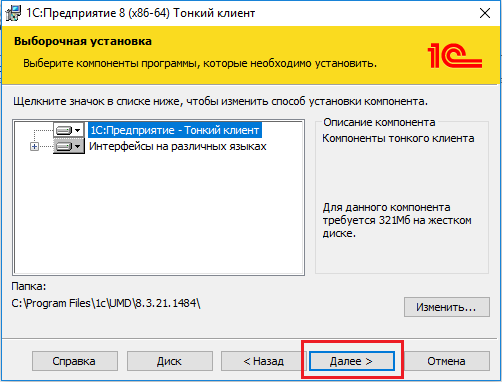 1С:Предприятие 8 (x86-64) Тонкий клиент
Выборочная установка
Выберите компоненты программы, которые необходимо установить.
1С
Щелкните значок в списке ниже, чтобы изменить способ установки компонента.
1С:Предприятие - Тонкий клиент
Интерфейсы на различных языках
Описание компонента
Компоненты тонкого клиента
Для данного компонента
требуется 321Мб на жестком
диске.
Папка:
C:\Program Files\1c\UMD\8.3.21.1484\
Изменить...
Справка
Диск
< Назад
Далее >
Отмена